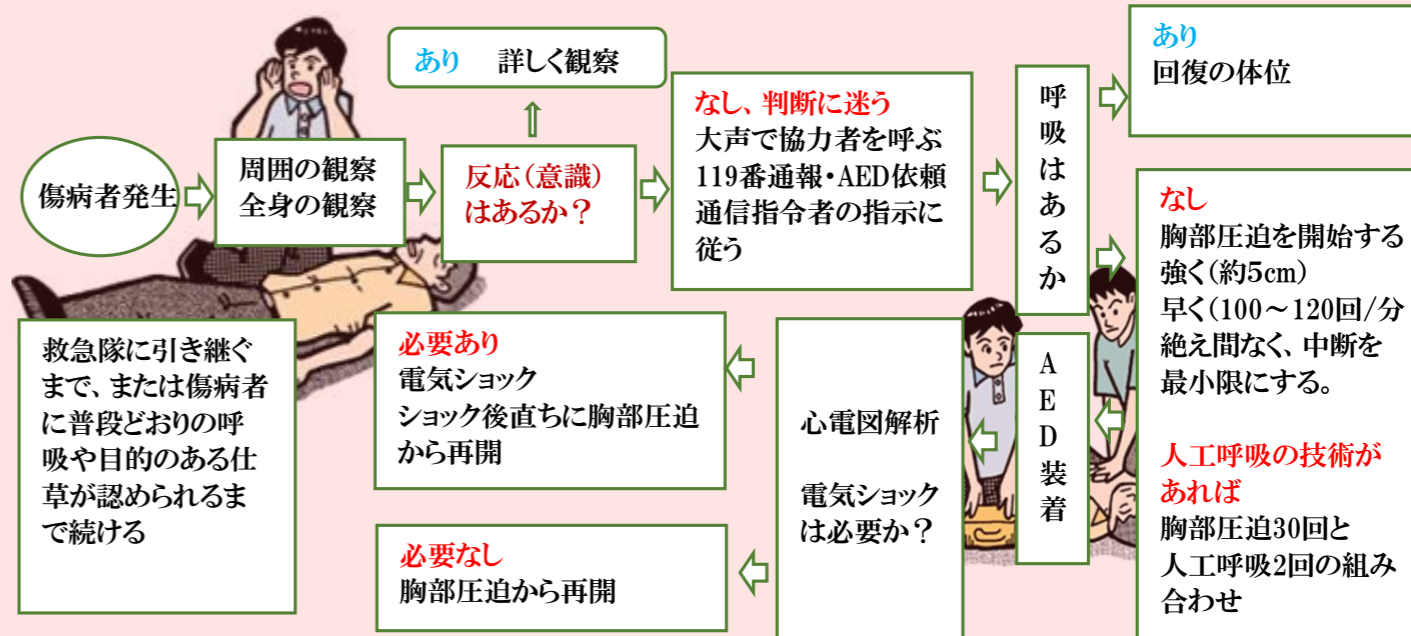 傷病者発生
周囲の観察
全身の観察
反応(意識)
はあるか？
あり 詳しく観察
なし、判断に迷う
大声で協力者を呼ぶ
119番通報・AED依頼
通信指令者の指示に
従う
呼吸はあるか
あり
回復の体位
なし
胸部圧迫を開始する
強く(約5cm)
早く(100～120回/分
絶え間なく、中断を
最小限にする。
人工呼吸の技術が
あれば
胸部圧迫30回と
人工呼吸2回の組み
合わせ
AED装着
心電図解析
電気ショック
は必要か？
必要あり
電気ショック
ショック後直ちに胸部圧迫
から再開
必要なし
胸部圧迫から再開
救急隊に引き継ぐ
まで、または傷病者
に普段どおりの呼
吸や目的のある仕
草が認められるま
で続ける